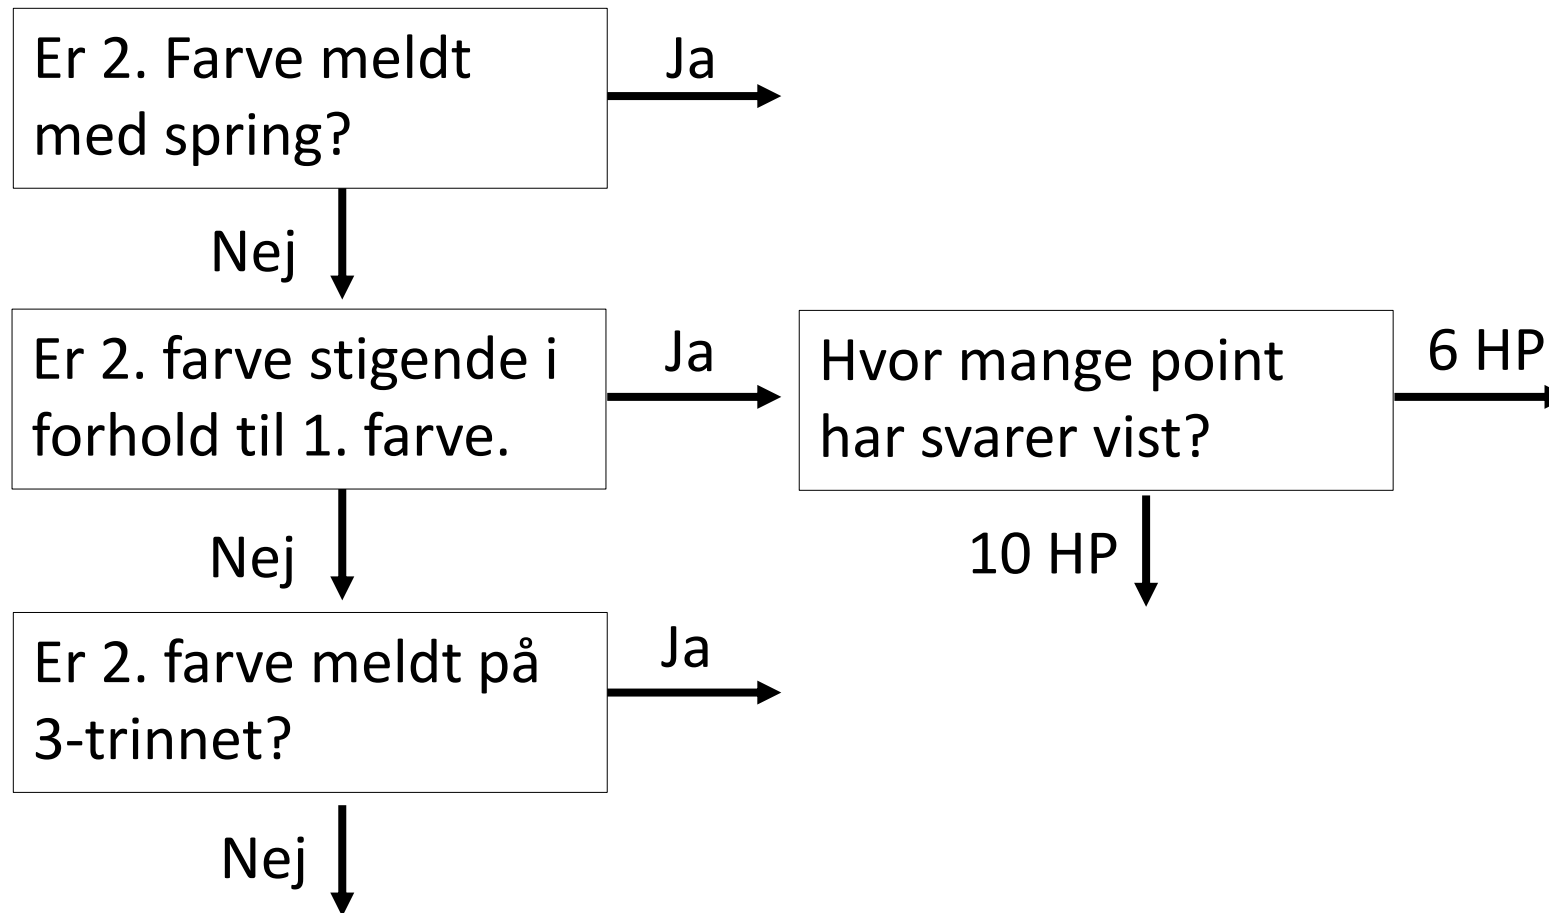 Er 2. Farve meldt
med spring?
Ja
Nej
Er 2. farve stigende i
forhold til 1. farve.
Ja
Hvor mange point
har svarer vist?
6 HP
Nej
10 HP
Er 2. farve meldt på
3-trinnet?
Ja
Nej